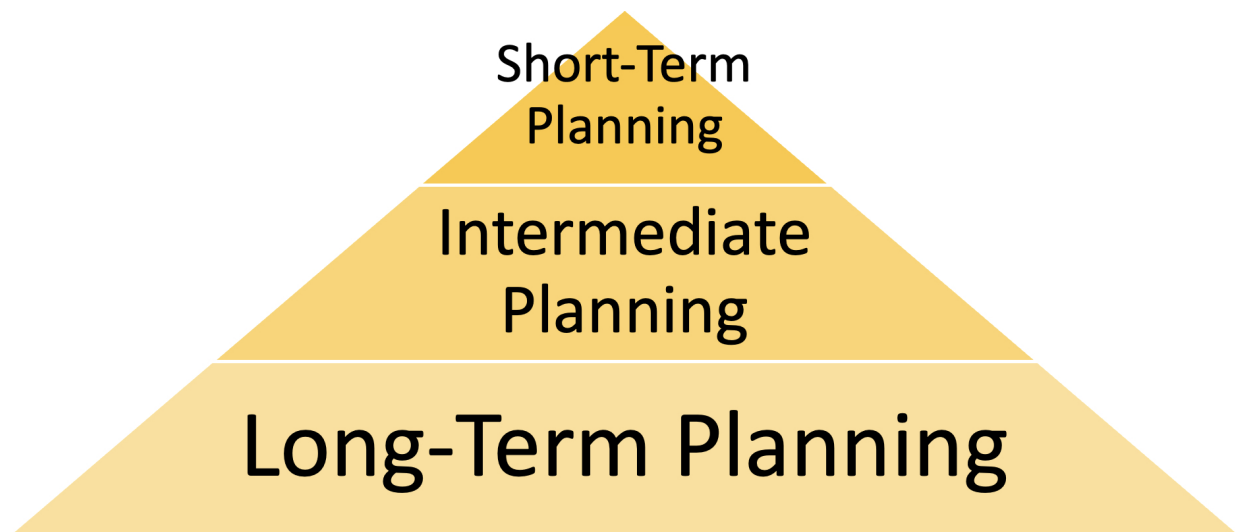 Short-Term
Planning
Intermediate
Planning
Long-Term Planning